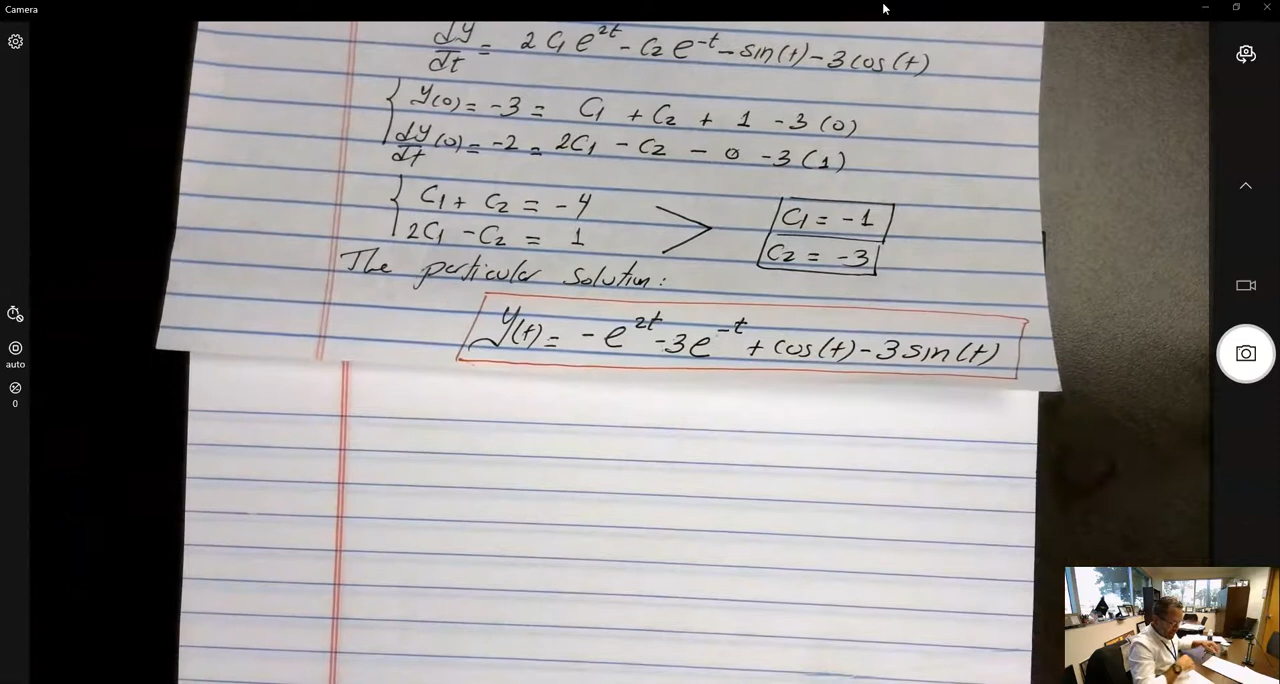 Camera
dy/dt = 2C1e^2t - C2e^-t - sin(t) - 3cos(t)
y(0) = -3 = C1 + C2 + 1 - 3(0)
dy/dt(0) = -2 = 2C1 - C2 - 0 - 3(1)
C1 + C2 = -4
2C1 - C2 = 1
C1 = -1
C2 = -3
The particular solution:
y(t) = -e^2t - 3e^-t + cos(t) - 3sin(t)
auto
0